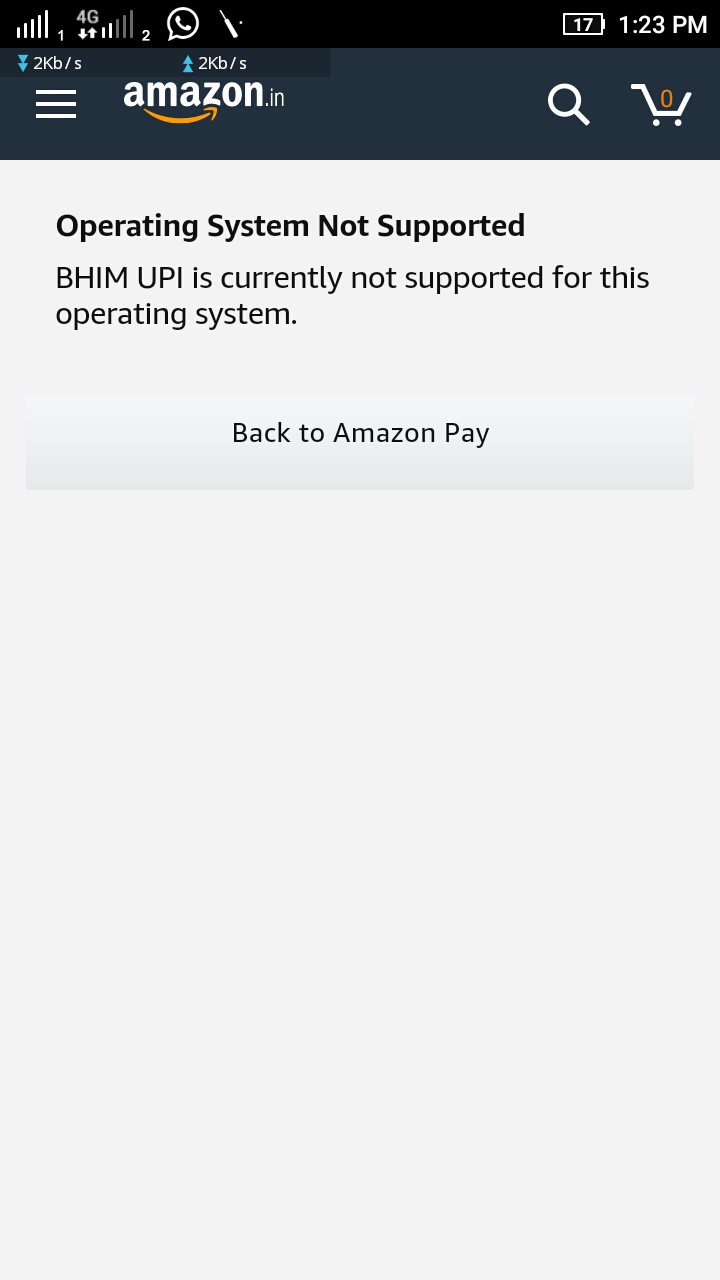 1 4G 2 17 1:23 PM
2Kb/s 2Kb/s
amazon.in 0
Operating System Not Supported
BHIM UPI is currently not supported for this
operating system.
Back to Amazon Pay